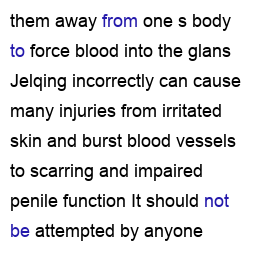 them away from one s body
to force blood into the glans
Jelqing incorrectly can cause
many injuries from irritated
skin and burst blood vessels
to scarring and impaired
penile function It should not
be attempted by anyone